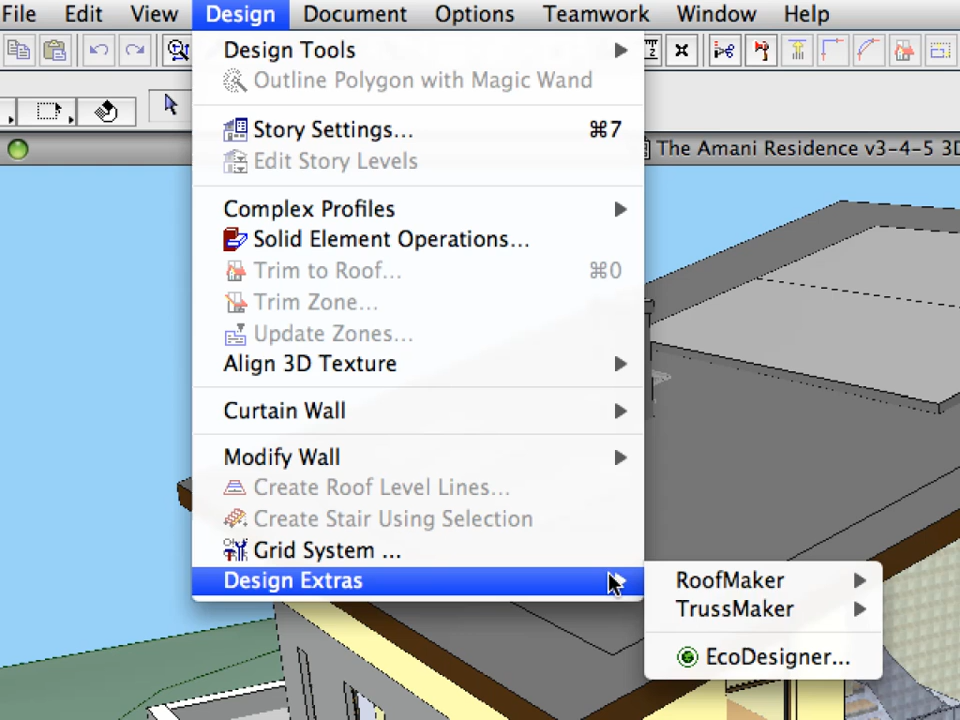 File Edit View Design Document Options Teamwork Window Help
Design Tools
Outline Polygon with Magic Wand
Story Settings... ⌘7
The Amani Residence v3-4-5 3D
Edit Story Levels
Complex Profiles
Solid Element Operations...
Trim to Roof... ⌘0
Trim Zone...
Update Zones...
Align 3D Texture
Curtain Wall
Modify Wall
Create Roof Level Lines...
Create Stair Using Selection
Grid System ...
Design Extras
RoofMaker
TrussMaker
EcoDesigner...